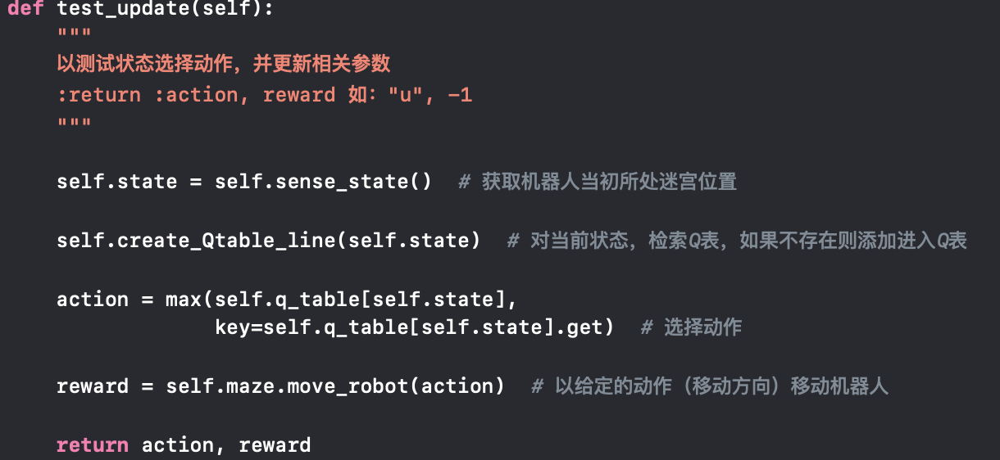 def test_update(self):
"""
以测试状态选择动作，并更新相关参数
:return :action, reward 如："u", -1
"""
self.state = self.sense_state()  # 获取机器人当初所处迷宫位置
self.create_Qtable_line(self.state)  # 对当前状态，检索Q表，如果不存在则添加进入Q表
action = max(self.q_table[self.state],
key=self.q_table[self.state].get)  # 选择动作
reward = self.maze.move_robot(action)  # 以给定的动作（移动方向）移动机器人
return action, reward